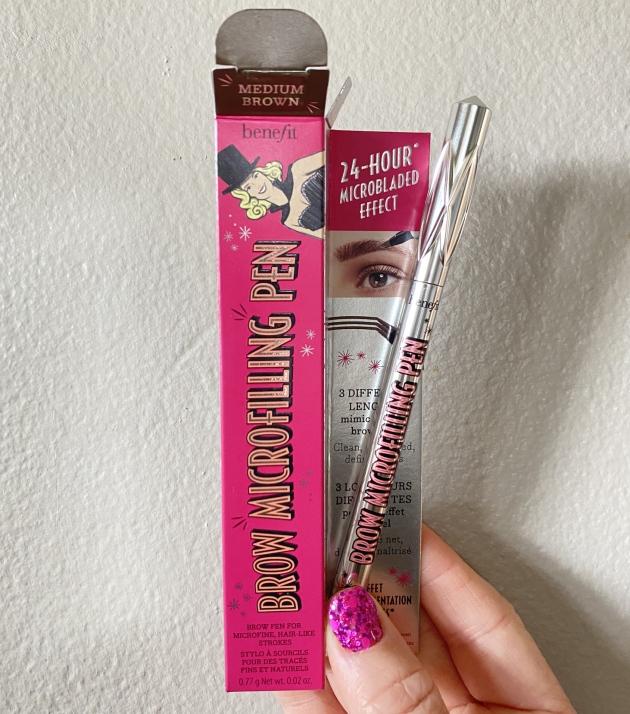 MEDIUM
BROWN
benefit
BROW MICROFILLING PEN
BROW PEN FOR
MICROFINE, HAIR-LIKE
STROKES
STYLO À SOURCILS
POUR DES TRACÉS
FINS ET NATURELS
0.77 g Net wt. 0.02 oz.
24-HOUR*
MICROBLADED
EFFECT
3 DIFFE
LENG
mimic
brow
Clean,
3 LO URS
effet
net,
maîtrisé
benefit
BROW MICROFILLING PEN